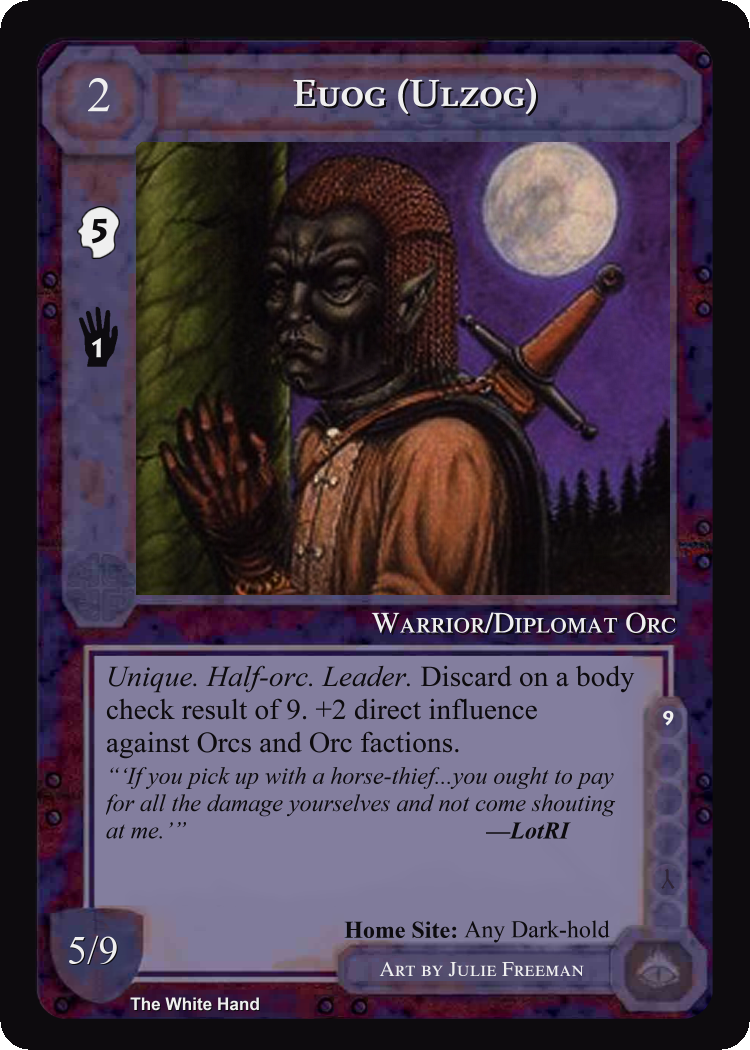 2
Euog (Ulzog)
5
1
Warrior/Diplomat Orc
Unique. Half-orc. Leader. Discard on a body
check result of 9. +2 direct influence
against Orcs and Orc factions.
“‘If you pick up with a horse-thief...you ought to pay
for all the damage yourselves and not come shouting
at me.’”
—LotRI
9
Home Site: Any Dark-hold
5/9
Art by Julie Freeman
The White Hand